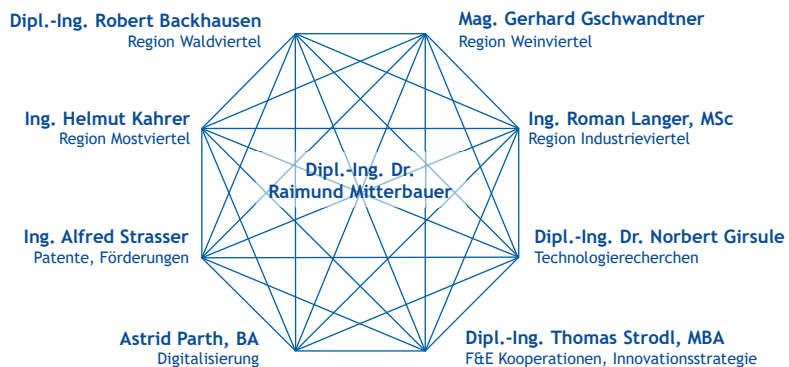 Dipl.-Ing. Robert Backhausen
Region Waldviertel
Mag. Gerhard Gschwandtner
Region Weinviertel
Ing. Helmut Kahrer
Region Mostviertel
Ing. Roman Langer, MSc
Region Industrieviertel
Dipl.-Ing. Dr.
Raimund Mitterbauer
Ing. Alfred Strasser
Patente, Förderungen
Dipl.-Ing. Dr. Norbert Girsule
Technologierecherchen
Astrid Parth, BA
Digitalisierung
Dipl.-Ing. Thomas Strodl, MBA
F&E Kooperationen, Innovationsstrategie